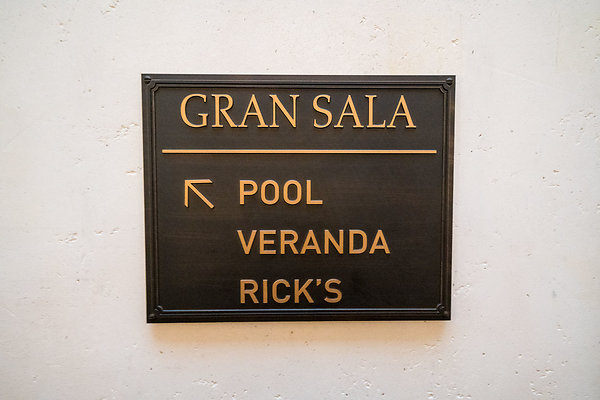 GRAN SALA
POOL
VERANDA
RICK'S